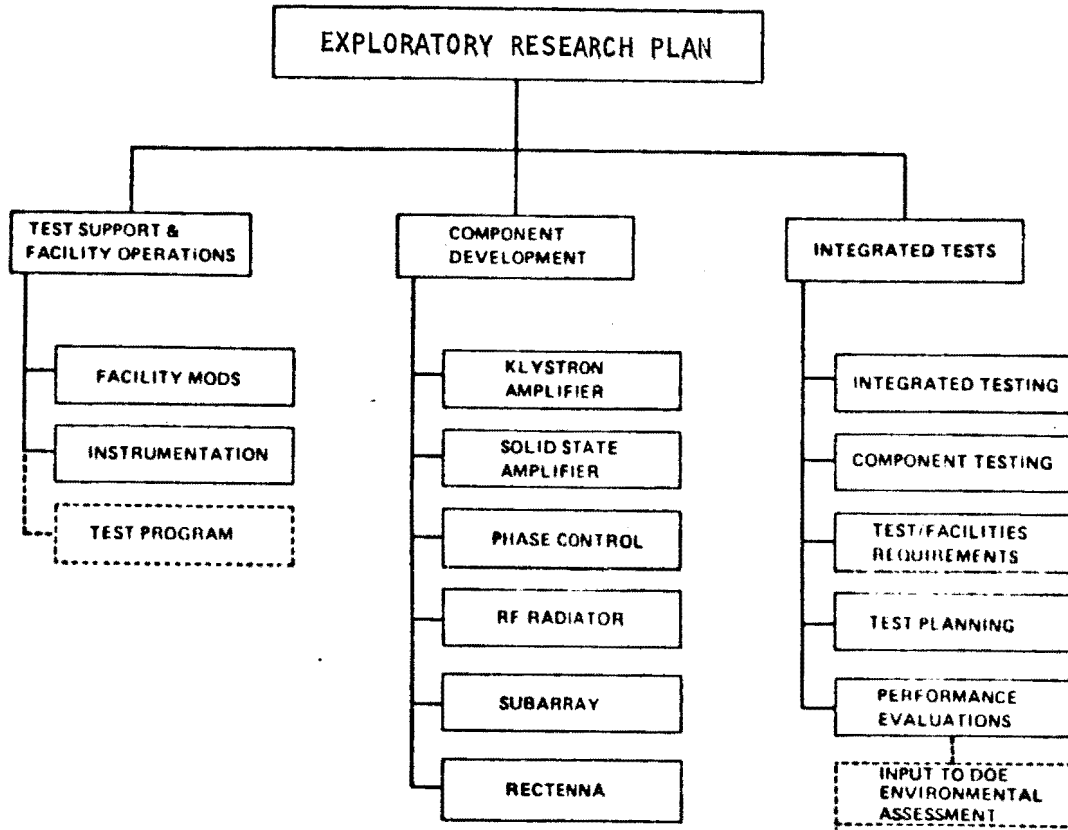 EXPLORATORY RESEARCH PLAN
TEST SUPPORT &
FACILITY OPERATIONS
FACILITY MODS
INSTRUMENTATION
TEST PROGRAM
COMPONENT
DEVELOPMENT
KLYSTRON
AMPLIFIER
SOLID STATE
AMPLIFIER
PHASE CONTROL
RF RADIATOR
SUBARRAY
RECTENNA
INTEGRATED TESTS
INTEGRATED TESTING
COMPONENT TESTING
TEST/FACILITIES
REQUIREMENTS
TEST PLANNING
PERFORMANCE
EVALUATIONS
INPUT TO DOE
ENVIRONMENTAL
ASSESSMENT